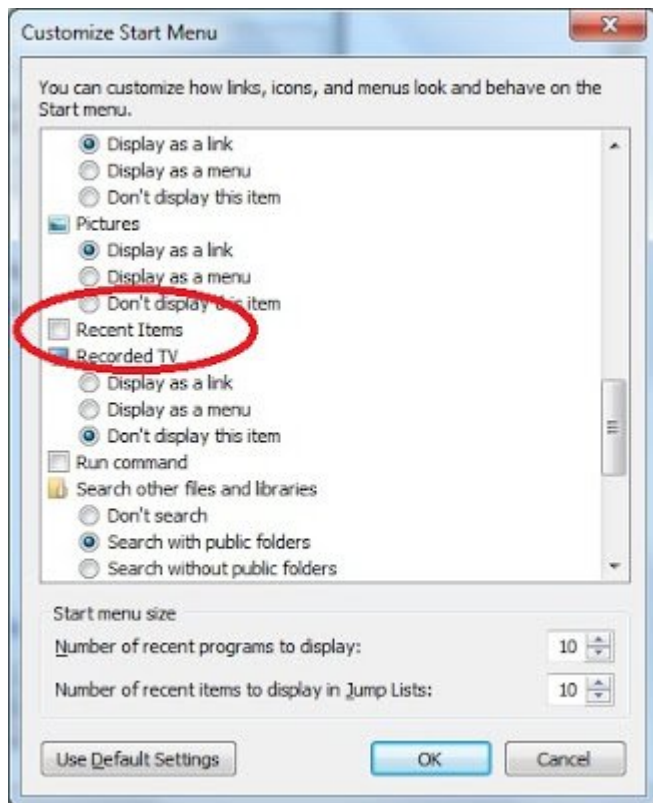 Customize Start Menu
You can customize how links, icons, and menus look and behave on the
Start menu.
Display as a link
Display as a menu
Don't display this item
Pictures
Display as a link
Display as a menu
Don't display this item
Recent Items
Recorded TV
Display as a link
Display as a menu
Don't display this item
Run command
Search other files and libraries
Don't search
Search with public folders
Search without public folders
Start menu size
Number of recent programs to display: 10
Number of recent items to display in Jump Lists: 10
Use Default Settings OK Cancel